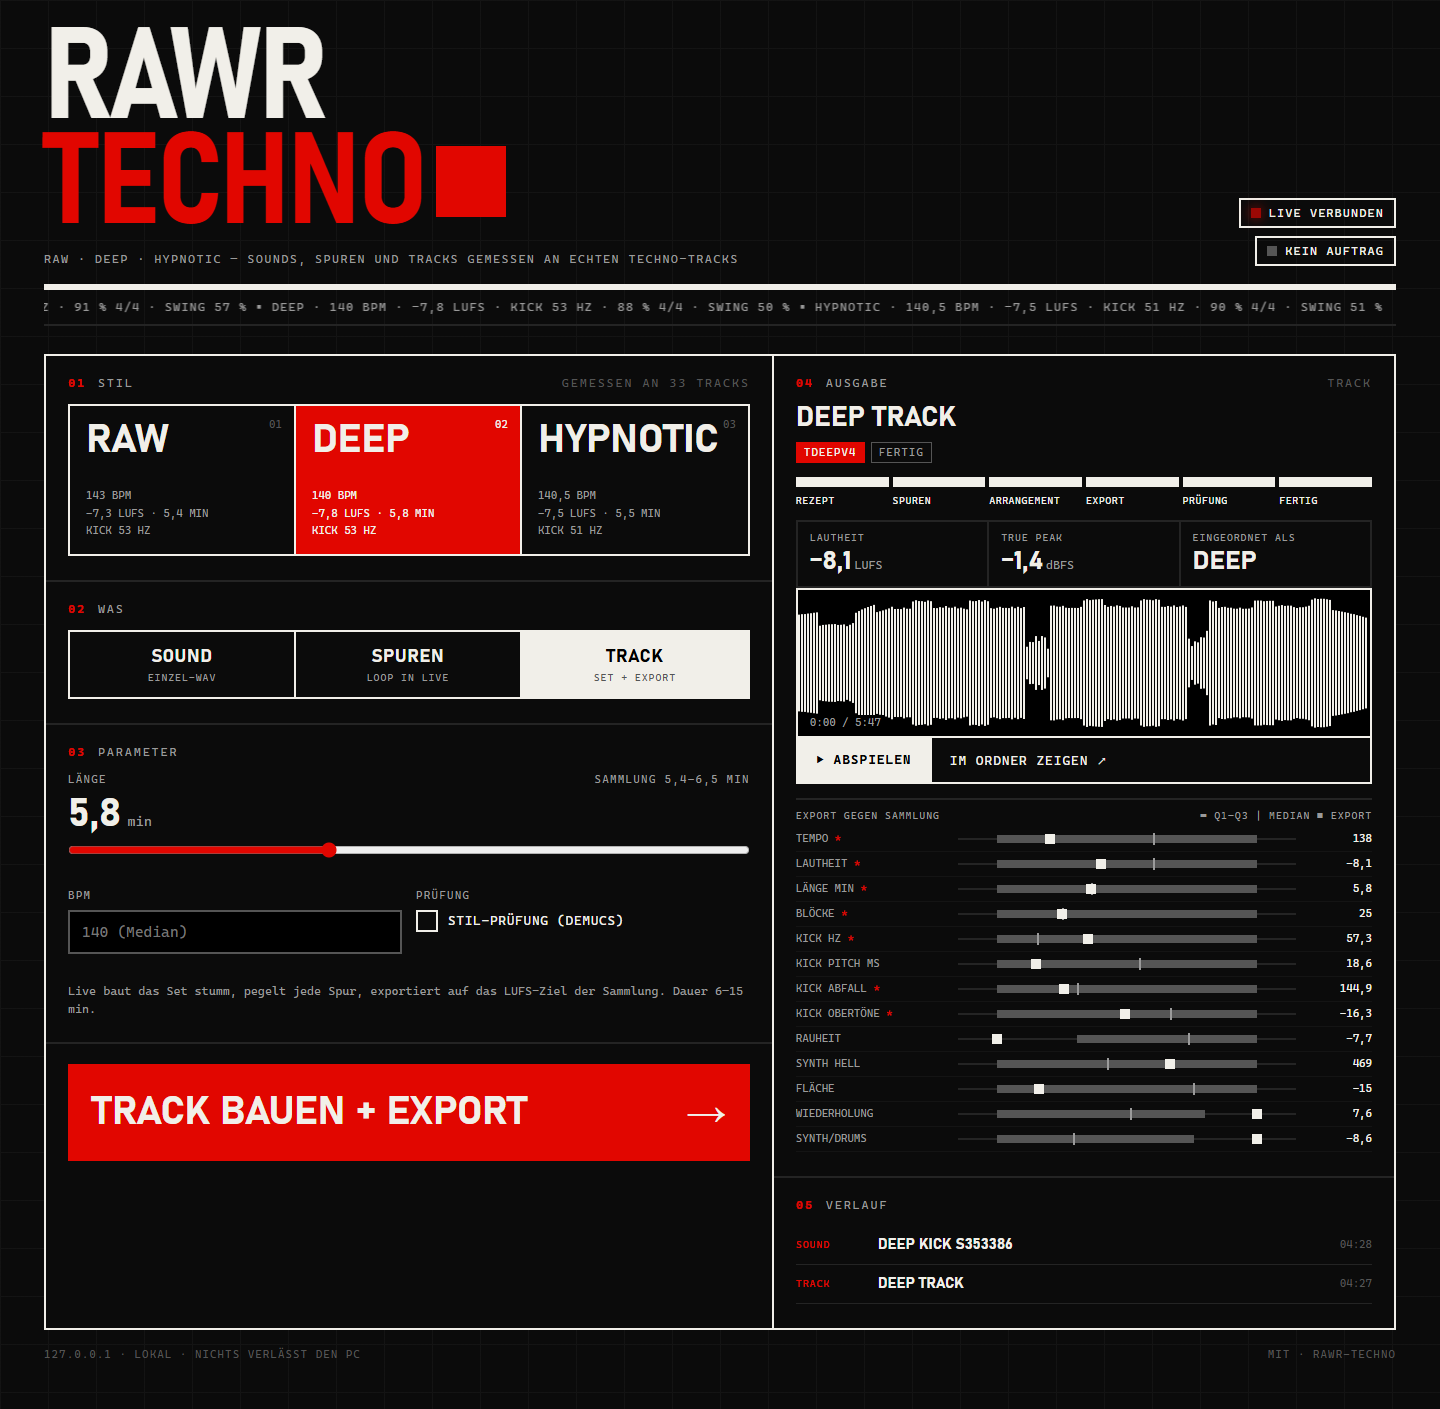 RAWR
TECHNO
LIVE VERBUNDEN
KEIN AUFTRAG
RAW · DEEP · HYPNOTIC — SOUNDS, SPUREN UND TRACKS GEMESSEN AN ECHTEN TECHNO-TRACKS
Z · 91 % 4/4 · SWING 57 % ▪ DEEP · 140 BPM · −7,8 LUFS · KICK 53 HZ · 88 % 4/4 · SWING 50 % ▪ HYPNOTIC · 140,5 BPM · −7,5 LUFS · KICK 51 HZ · 90 % 4/4 · SWING 51 %
01 STIL
GEMESSEN AN 33 TRACKS
RAW 01
143 BPM
−7,3 LUFS · 5,4 MIN
KICK 53 HZ
DEEP 02
140 BPM
−7,8 LUFS · 5,8 MIN
KICK 53 HZ
HYPNOTIC 03
140,5 BPM
−7,5 LUFS · 5,5 MIN
KICK 51 HZ
02 WAS
SOUND
EINZEL-WAV
SPUREN
LOOP IN LIVE
TRACK
SET + EXPORT
03 PARAMETER
LÄNGE
SAMMLUNG 5,4–6,5 MIN
5,8 min
BPM
140 (Median)
PRÜFUNG
STIL-PRÜFUNG (DEMUCS)
Live baut das Set stumm, pegelt jede Spur, exportiert auf das LUFS-Ziel der Sammlung. Dauer 6–15
min.
TRACK BAUEN + EXPORT →
04 AUSGABE
TRACK
DEEP TRACK
TDEEPV4 FERTIG
REZEPT SPUREN ARRANGEMENT EXPORT PRÜFUNG FERTIG
LAUTHEIT
−8,1 LUFS
TRUE PEAK
−1,4 dBFS
EINGEORDNET ALS
DEEP
0:00 / 5:47
▶ ABSPIELEN
IM ORDNER ZEIGEN ↗
EXPORT GEGEN SAMMLUNG
▬ Q1–Q3 | MEDIAN ■ EXPORT
TEMPO * 138
LAUTHEIT * −8,1
LÄNGE MIN * 5,8
BLÖCKE * 25
KICK HZ * 57,3
KICK PITCH MS 18,6
KICK ABFALL * 144,9
KICK OBERTÖNE * −16,3
RAUHEIT −7,7
SYNTH HELL 469
FLÄCHE −15
WIEDERHOLUNG 7,6
SYNTH/DRUMS −8,6
05 VERLAUF
SOUND DEEP KICK S353386 04:28
TRACK DEEP TRACK 04:27
127.0.0.1 · LOKAL · NICHTS VERLÄSST DEN PC
MIT · RAWR-TECHNO